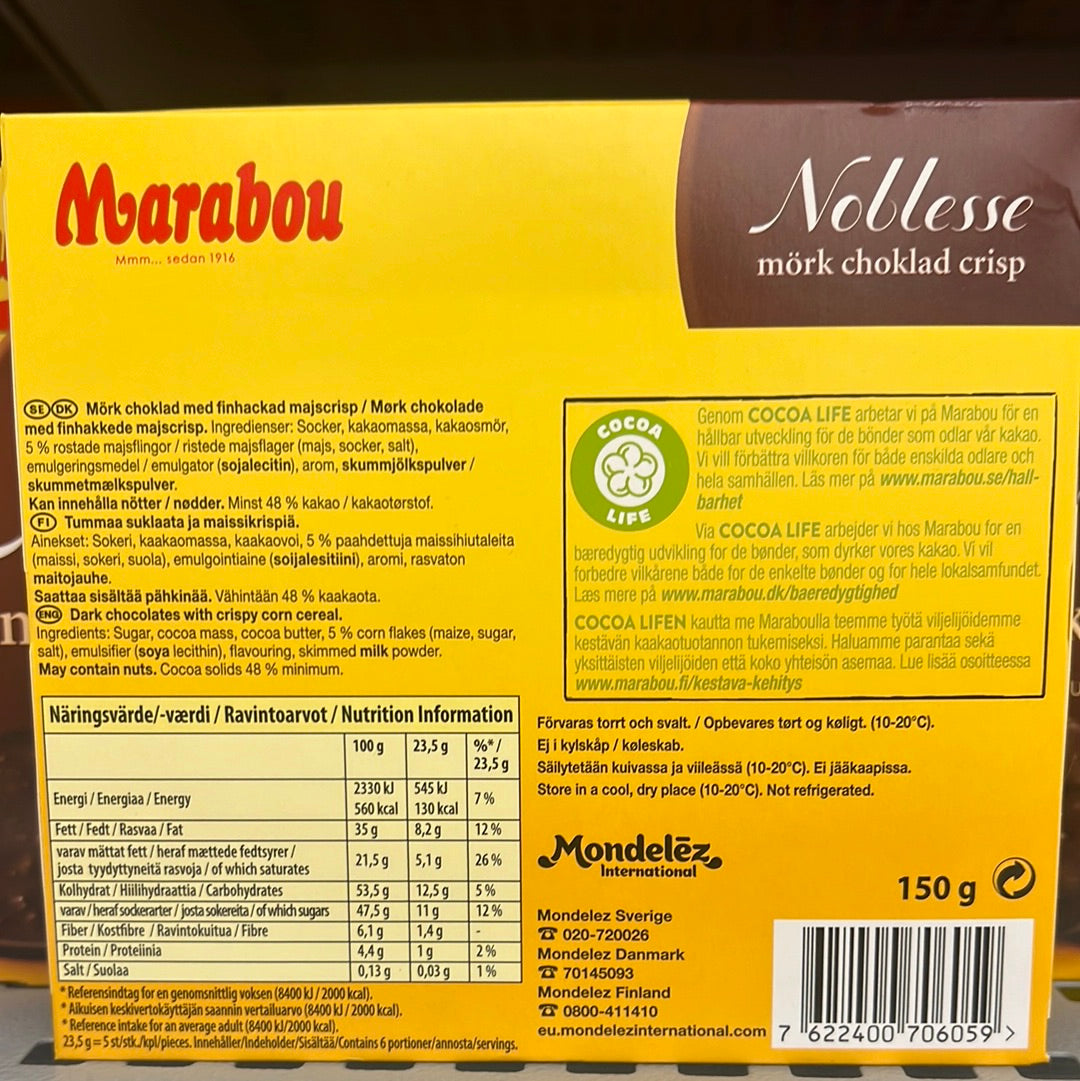 Marabou
Mmm... sedan 1916
Noblesse
mörk choklad crisp
SE DK Mörk choklad med finhackad majscrisp / Mørk chokolade
med finhakkede majscrisp. Ingredienser: Socker, kakaomassa, kakaosmör,
5 % rostade majsflingor / ristede majsflager (majs, socker, salt),
emulgeringsmedel / emulgator (sojalecitin), arom, skummjölkspulver /
skummetmælkspulver.
Kan innehålla nötter / nødder. Minst 48 % kakao / kakaotørstof.
FI Tummaa suklaata ja maissikrispiä.
Ainekset: Sokeri, kaakaomassa, kaakaovoi, 5 % paahdettuja maissihiutaleita
(maissi, sokeri, suola), emulgointiaine (soijalesitiini), aromi, rasvaton
maitojauhe.
Saattaa sisältää pähkinää. Vähintään 48 % kaakaota.
ENG Dark chocolates with crispy corn cereal.
Ingredients: Sugar, cocoa mass, cocoa butter, 5 % corn flakes (maize, sugar,
salt), emulsifier (soya lecithin), flavouring, skimmed milk powder.
May contain nuts. Cocoa solids 48 % minimum.
COCOA
LIFE
Genom COCOA LIFE arbetar vi på Marabou för en
hållbar utveckling för de bönder som odlar vår kakao.
Vi vill förbättra villkoren för både enskilda odlare och
hela samhällen. Läs mer på www.marabou.se/hall-
barhet
Via COCOA LIFE arbejder vi hos Marabou for en
bæredygtig udvikling for de bønder, som dyrker vores kakao. Vi vil
forbedre vilkårene både for de enkelte bønder og for hele lokalsamfundet.
Læs mere på www.marabou.dk/baeredygtighed
COCOA LIFEN kautta me Maraboulla teemme työtä viljelijöidemme
kestävän kaakaotuotannon tukemiseksi. Haluamme parantaa sekä
yksittäisten viljelijöiden että koko yhteisön asemaa. Lue lisää osoitteessa
www.marabou.fi/kestava-kehitys
Näringsvärde/-værdi / Ravintoarvot / Nutrition Information
100 g 23,5 g %* /
23,5 g
Energi / Energiaa / Energy 2330 kJ 545 kJ 7 %
560 kcal 130 kcal
Fett / Fedt / Rasvaa / Fat 35 g 8,2 g 12 %
varav mättat fett / heraf mættede fedtsyrer /
josta tyydyttyneitä rasvoja / of which saturates 21,5 g 5,1 g 26 %
Kolhydrat / Hiilihydraattia / Carbohydrates 53,5 g 12,5 g 5 %
varav / heraf sockerarter / josta sokereita / of which sugars 47,5 g 11 g 12 %
Fiber / Kostfibre / Ravintokuitua / Fibre 6,1 g 1,4 g -
Protein / Proteiinia 4,4 g 1 g 2 %
Salt / Suolaa 0,13 g 0,03 g 1 %
* Referensindtag for en genomsnittlig voksen (8400 kJ / 2000 kcal).
* Aikuisen keskivertokäyttäjän saannin vertailuarvo (8400 kJ / 2000 kcal).
* Reference intake for an average adult (8400 kJ/2000 kcal).
23,5 g = 5 st/stk./kpl/pieces. Innehåller/Indeholder/Sisältää/Contains 6 portioner/annosta/servings.
Förvaras torrt och svalt. / Opbevares tørt og køligt. (10-20°C).
Ej i kylskåp / køleskab.
Säilytetään kuivassa ja viileässä (10-20°C). Ei jääkaapissa.
Store in a cool, dry place (10-20°C). Not refrigerated.
Mondelēz
International
150 g
Mondelez Sverige
☎ 020-720026
Mondelez Danmark
☎ 70145093
Mondelez Finland
☎ 0800-411410
eu.mondelezinternational.com
7 622400 706059 >